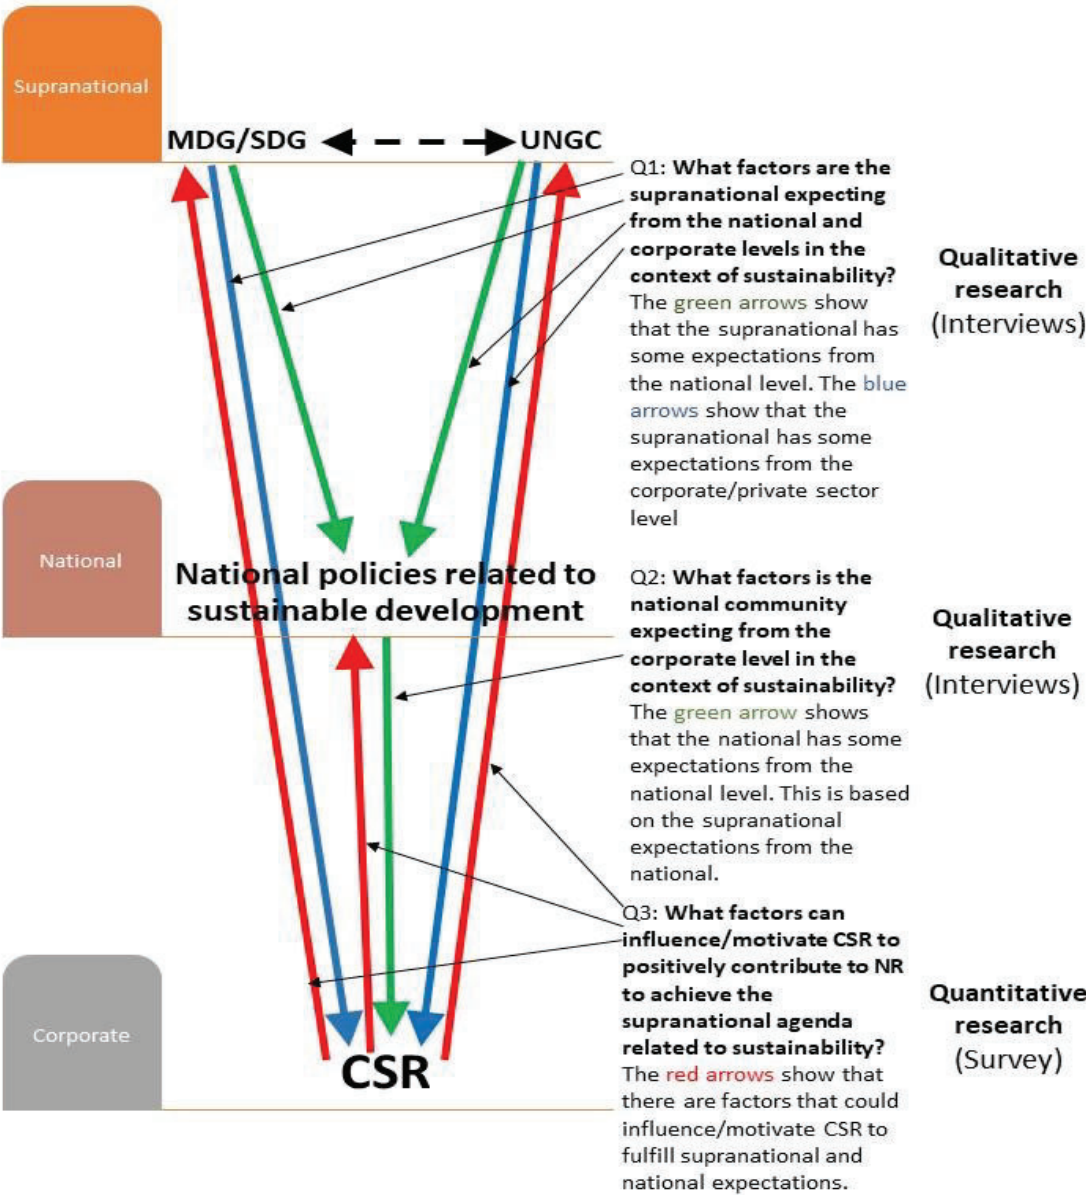 Supranational
MDG/SDG
UNGC
Q1: What factors are the
supranational expecting
from the national and
corporate levels in the
context of sustainability?
The green arrows show
that the supranational has
some expectations from
the national level. The blue
arrows show that the
supranational has some
expectations from the
corporate/private sector
level
Qualitative
research
(Interviews)
National
National policies related to
sustainable development
Q2: What factors is the
national community
expecting from the
corporate level in the
context of sustainability?
The green arrow shows
that the national has some
expectations from the
national level. This is based
on the supranational
expectations from the
national.
Qualitative
research
(Interviews)
Corporate
CSR
Q3: What factors can
influence/motivate CSR to
positively contribute to NR
to achieve the
supranational agenda
related to sustainability?
The red arrows show that
there are factors that could
influence/motivate CSR to
fulfill supranational and
national expectations.
Quantitative
research
(Survey)